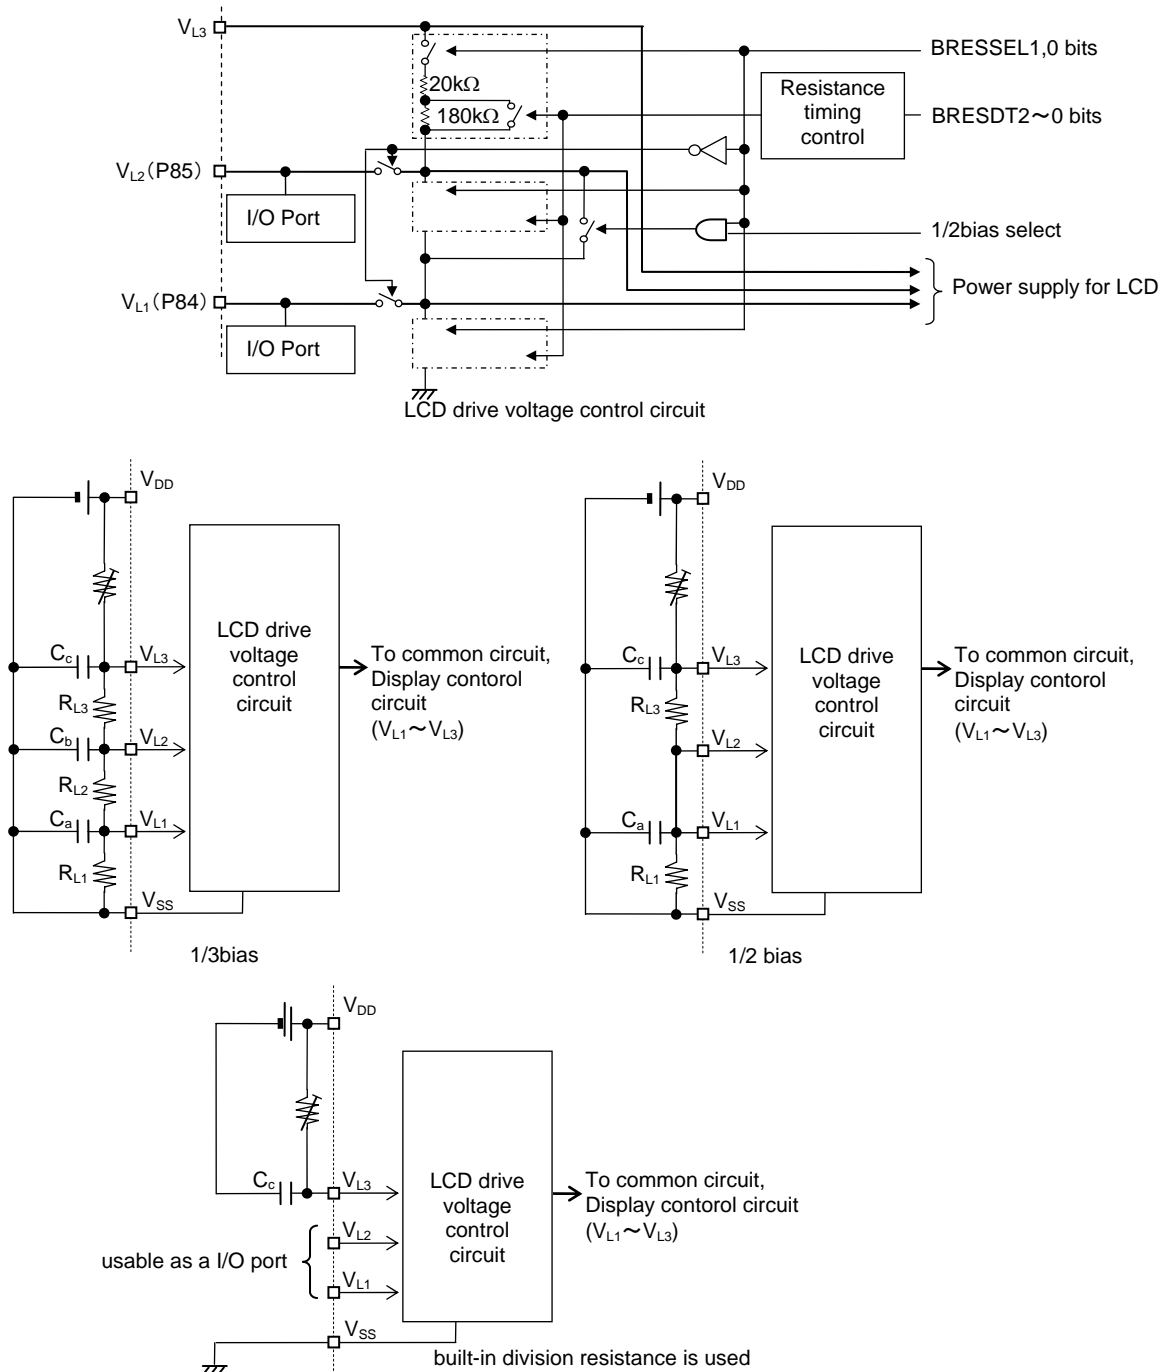 VL3
BRESSEL1,0 bits
20kΩ
180kΩ
Resistance
timing
control
BRESDT2～0 bits
VL2(P85)
I/O Port
1/2bias select
VL1(P84)
I/O Port
Power supply for LCD
LCD drive voltage control circuit
VDD
Cc
VL3
RL3
Cb
VL2
RL2
Ca
VL1
RL1
VSS
LCD drive
voltage
control
circuit
To common circuit,
Display contorol
circuit
(VL1～VL3)
1/3bias
VDD
Cc
VL3
RL3
VL2
Ca
VL1
RL1
VSS
LCD drive
voltage
control
circuit
To common circuit,
Display contorol
circuit
(VL1～VL3)
1/2 bias
VDD
Cc
VL3
VL2
usable as a I/O port
VL1
VSS
LCD drive
voltage
control
circuit
To common circuit,
Display contorol circuit
(VL1～VL3)
built-in division resistance is used